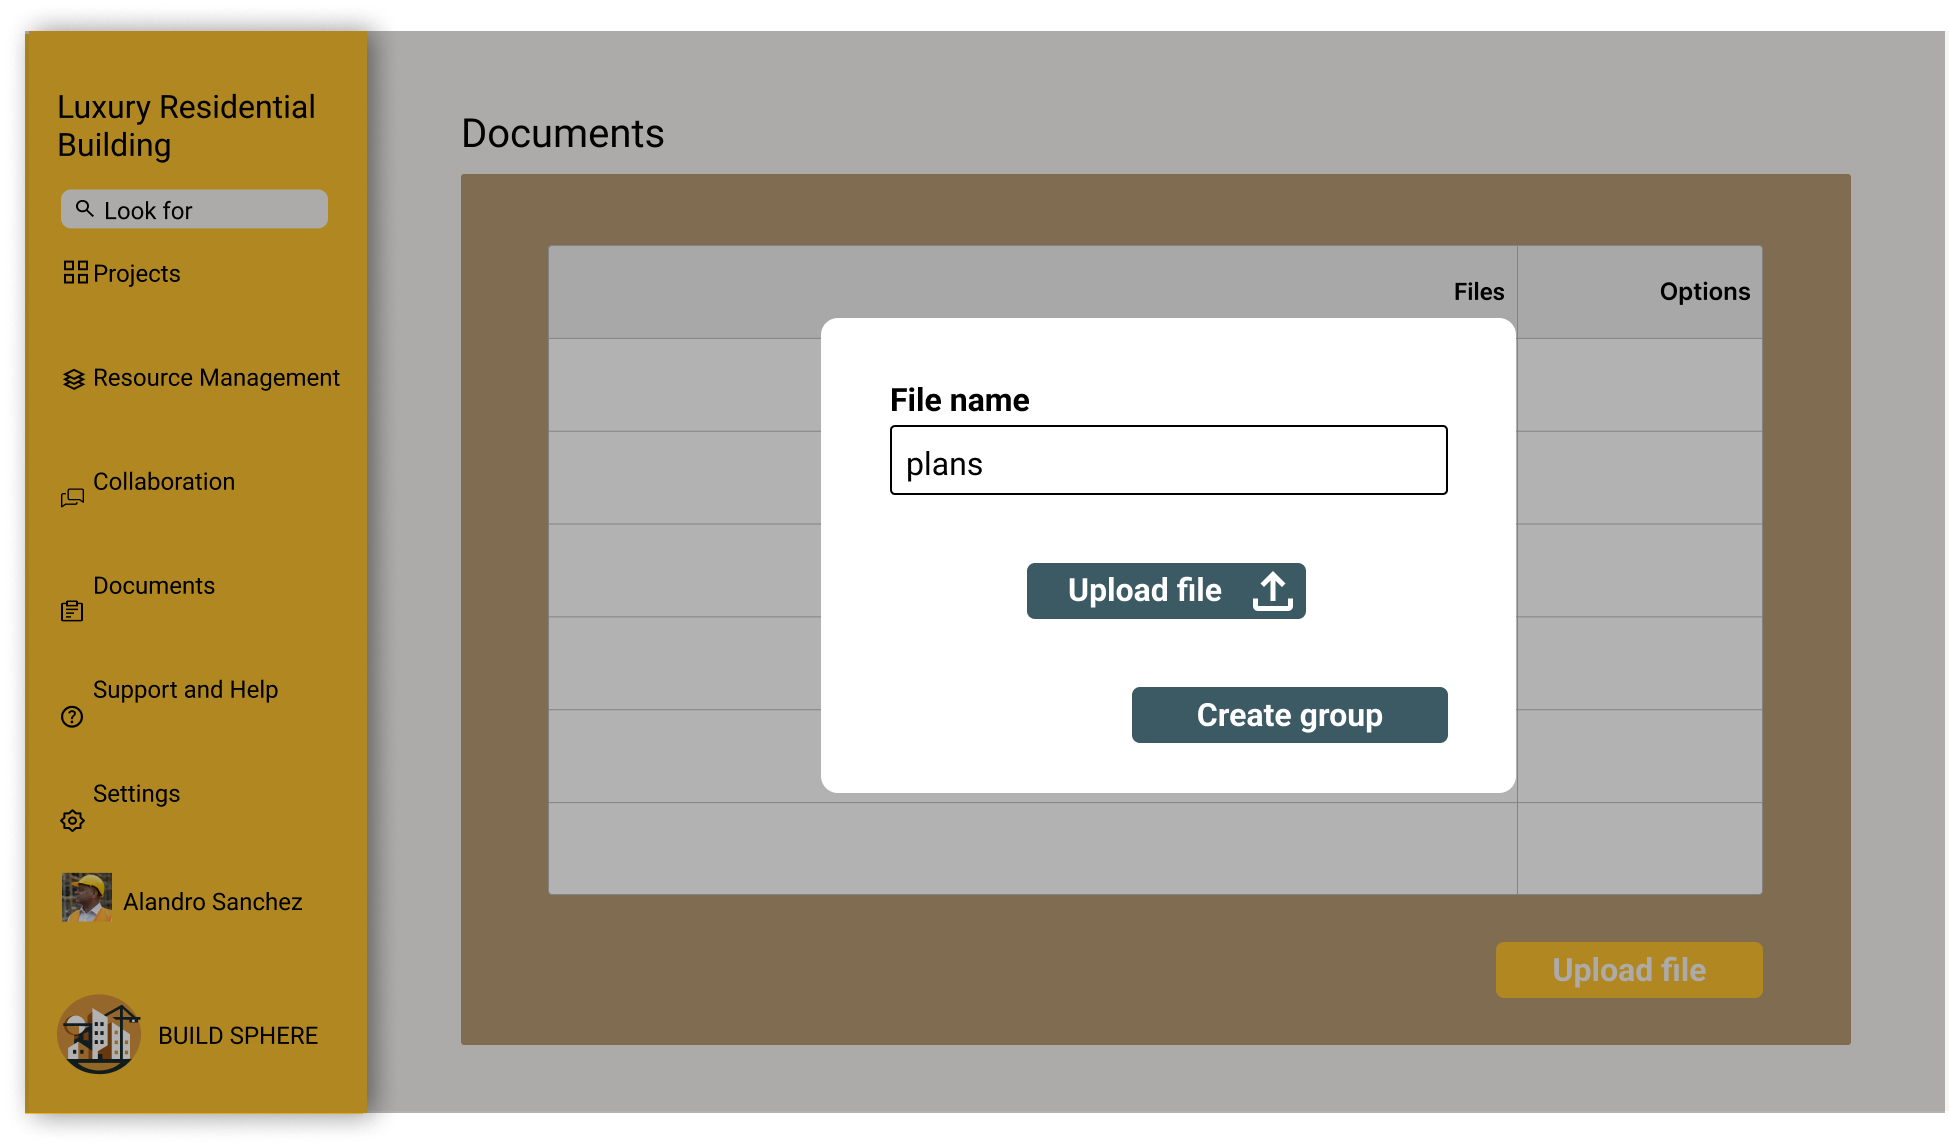 Luxury Residential
Building
Look for
Projects
Resource Management
Collaboration
Documents
Support and Help
Settings
Alandro Sanchez
BUILD SPHERE
Documents
Files
Options
File name
plans
Upload file
Create group
Upload file